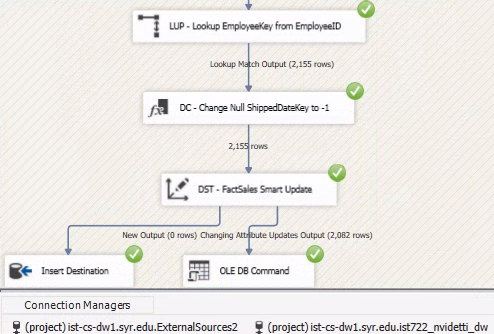 LUP - Lookup EmployeeKey from EmployeeID
Lookup Match Output (2,155 rows)
fx
DC - Change Null ShippedDateKey to -1
2,155 rows
DST - FactSales Smart Update
New Output (0 rows) Changing Attribute Updates Output (2,082 rows)
Insert Destination
OLE DB Command
Connection Managers
(project) ist-cs-dw1.syr.edu.ExternalSources2
(project) ist-cs-dw1.syr.edu.ist722_nvidetti_dw